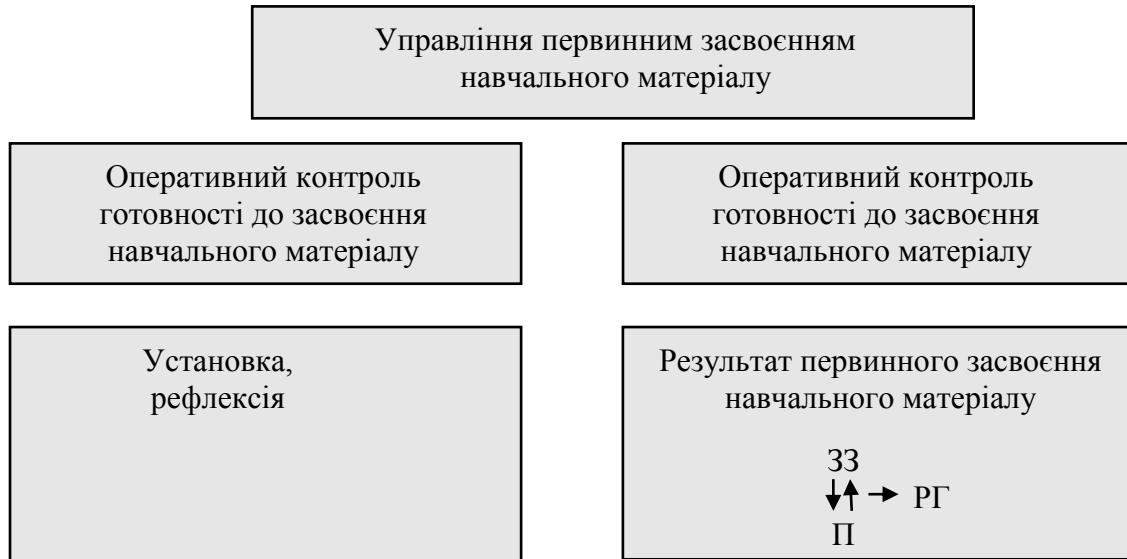 Управління первинним засвоєнням
навчального матеріалу
Оперативний контроль
готовності до засвоєння
навчального матеріалу
Оперативний контроль
готовності до засвоєння
навчального матеріалу
Установка,
рефлексія
Результат первинного засвоєння
навчального матеріалу
ЗЗ
РГ
П